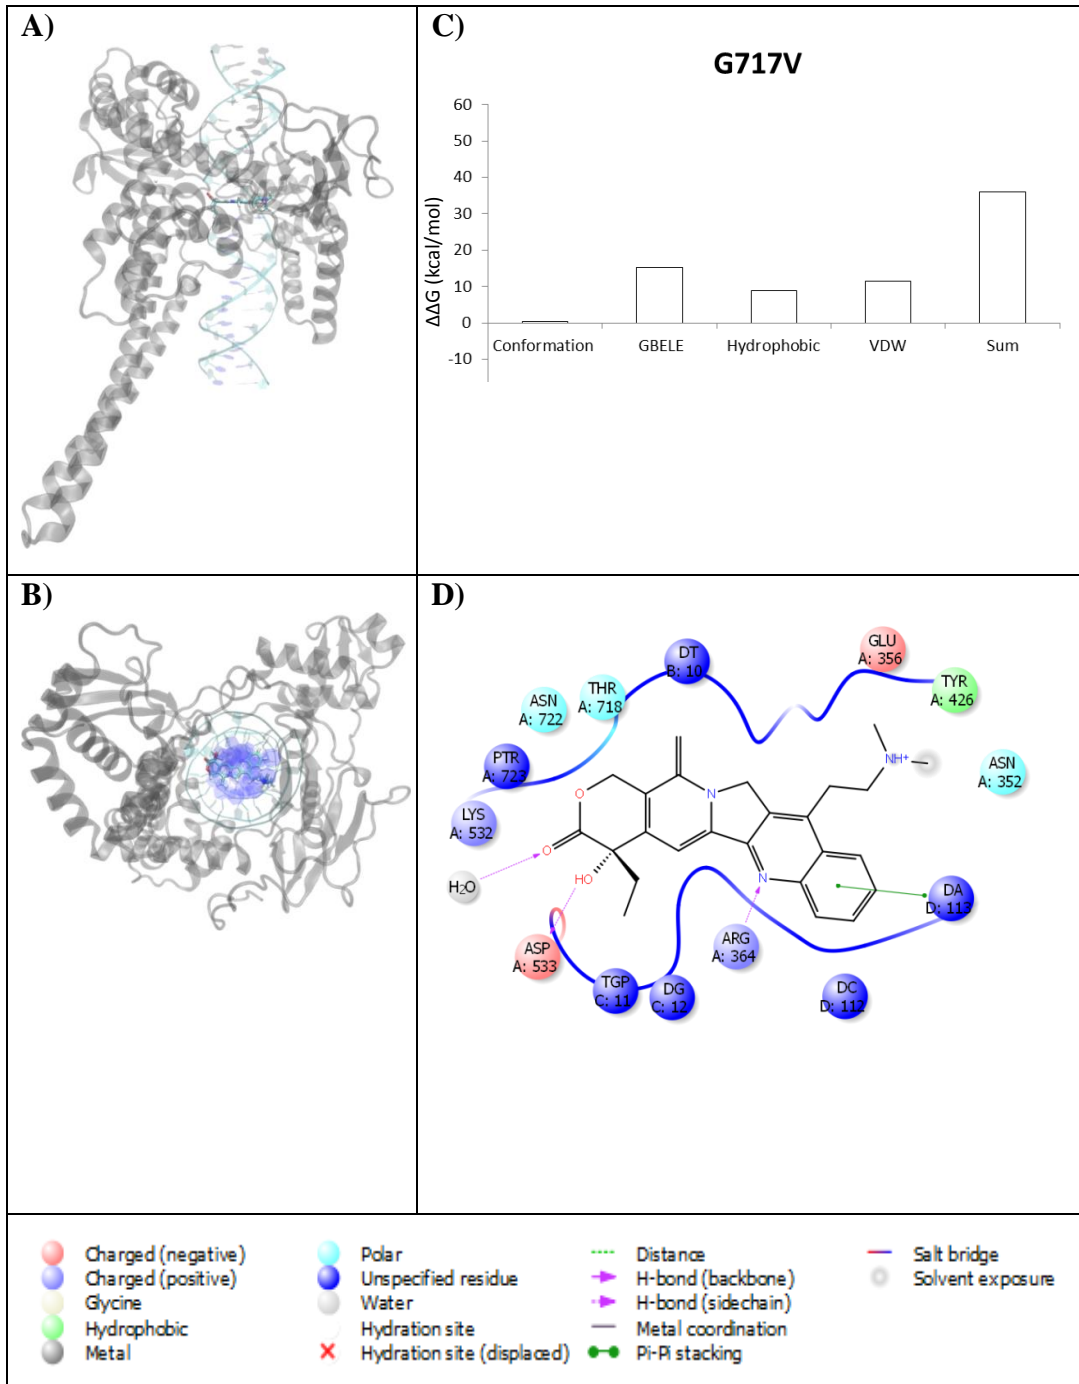 A)
C)
G717V
60
50
40
30
20
10
0
-10
ΔΔG (kcal/mol)
Conformation
GBELE
Hydrophobic
VDW
Sum
B)
D)
DT
B: 10
GLU
A: 356
THR
A: 718
TYR
A: 426
ASN
A: 722
PTR
A: 723
NH+
ASN
A: 352
LYS
A: 532
O
N
O
H₂O
HO
N
DA
D: 113
ASP
A: 533
ARG
A: 364
TGP
C: 11
DG
C: 12
DC
D: 112
Charged (negative)
Charged (positive)
Glycine
Hydrophobic
Metal
Polar
Unspecified residue
Water
Hydration site
Hydration site (displaced)
Distance
H-bond (backbone)
H-bond (sidechain)
Metal coordination
Pi-Pi stacking
Salt bridge
Solvent exposure